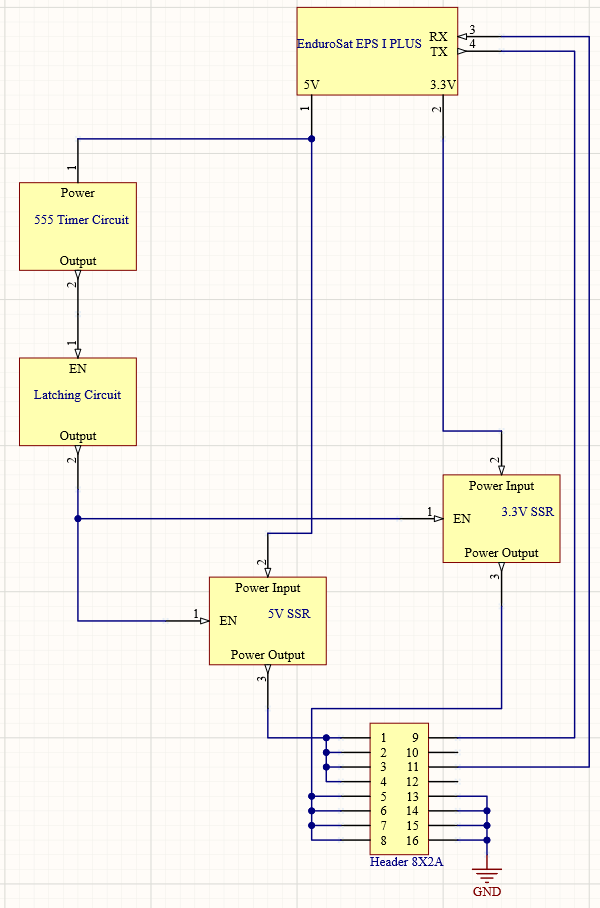 RX 3
EnduroSat EPS I PLUS
TX 4
5V 3.3V
1 2
1
Power
555 Timer Circuit
Output
2
1
EN
Latching Circuit
Output
2
2
Power Input
1 EN 3.3V SSR
Power Output
3
2
Power Input
5V SSR
1 EN
Power Output
3
1 9
2 10
3 11
4 12
5 13
6 14
7 15
8 16
Header 8X2A
GND